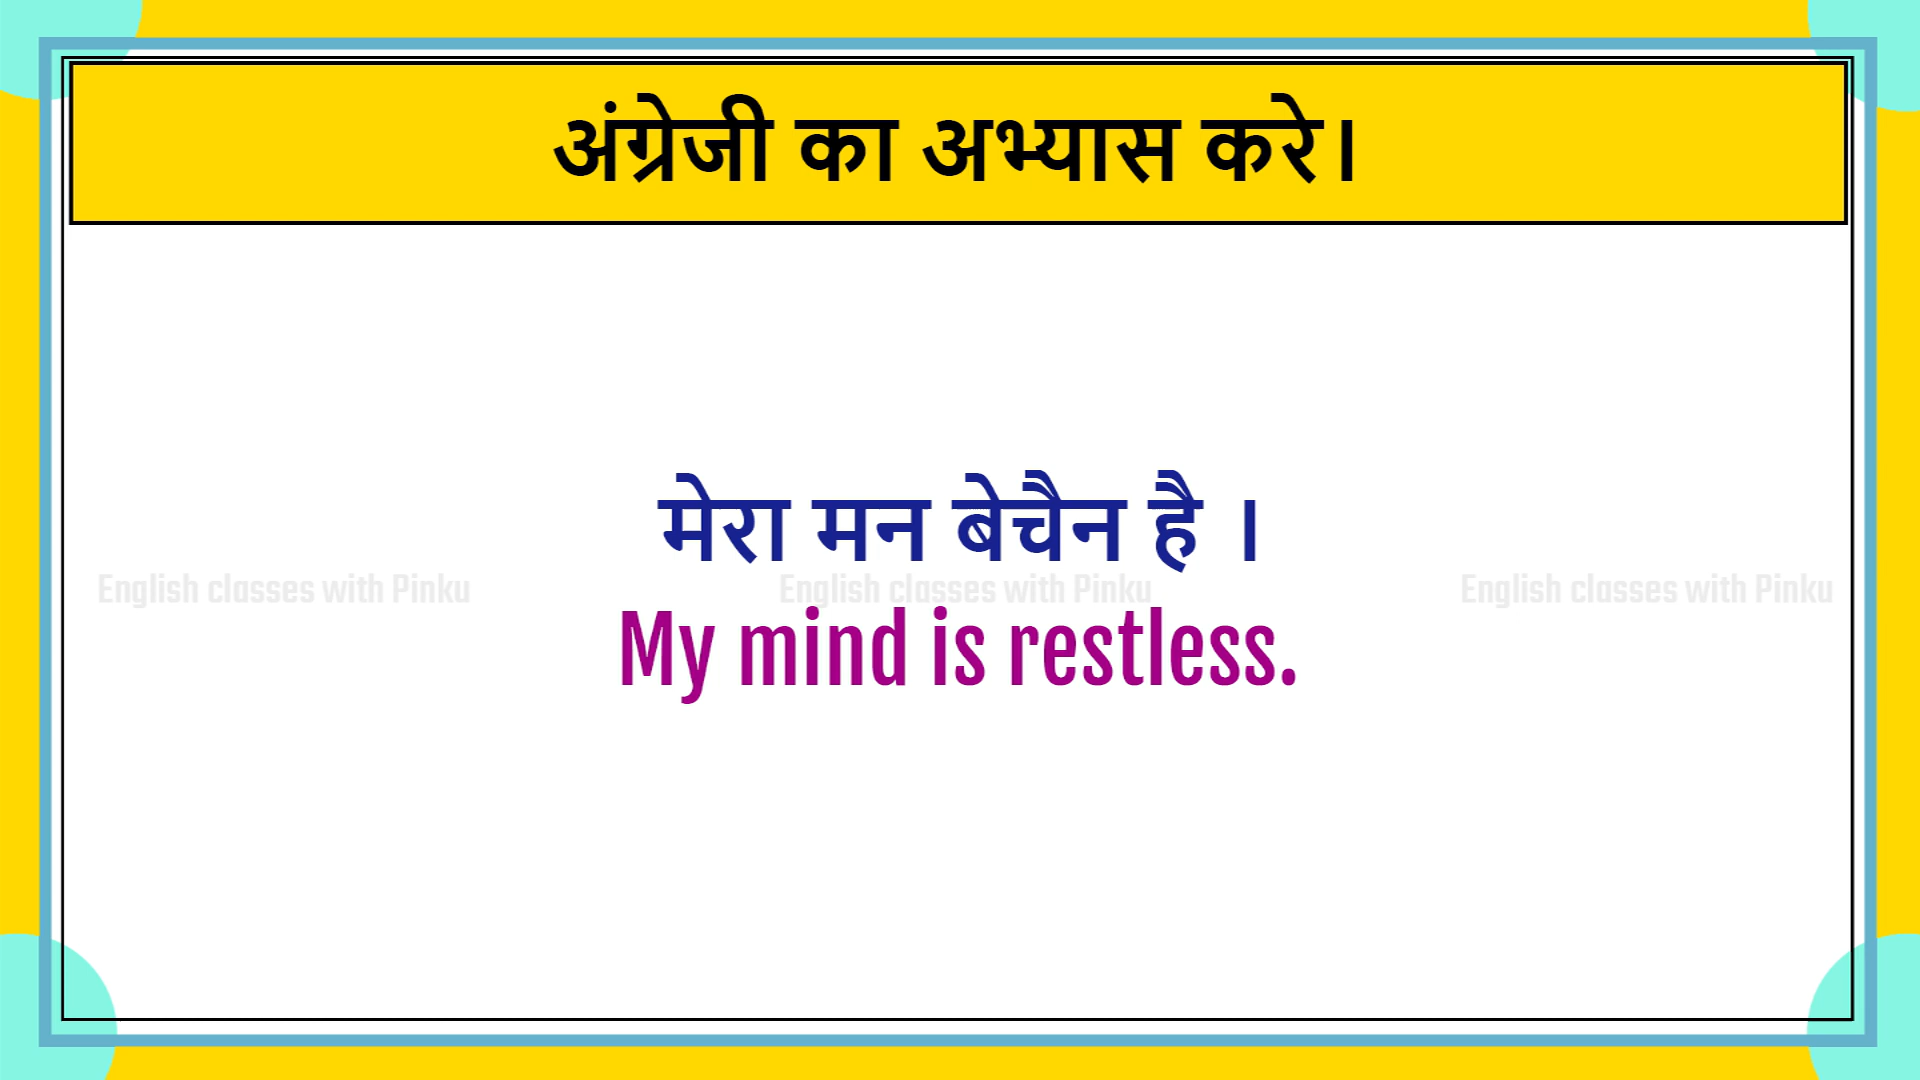 अंग्रेजी का अभ्यास करे।
मेरा मन बेचैन है ।
English classes with Pinku English classes with Pinku English classes with Pinku
My mind is restless.